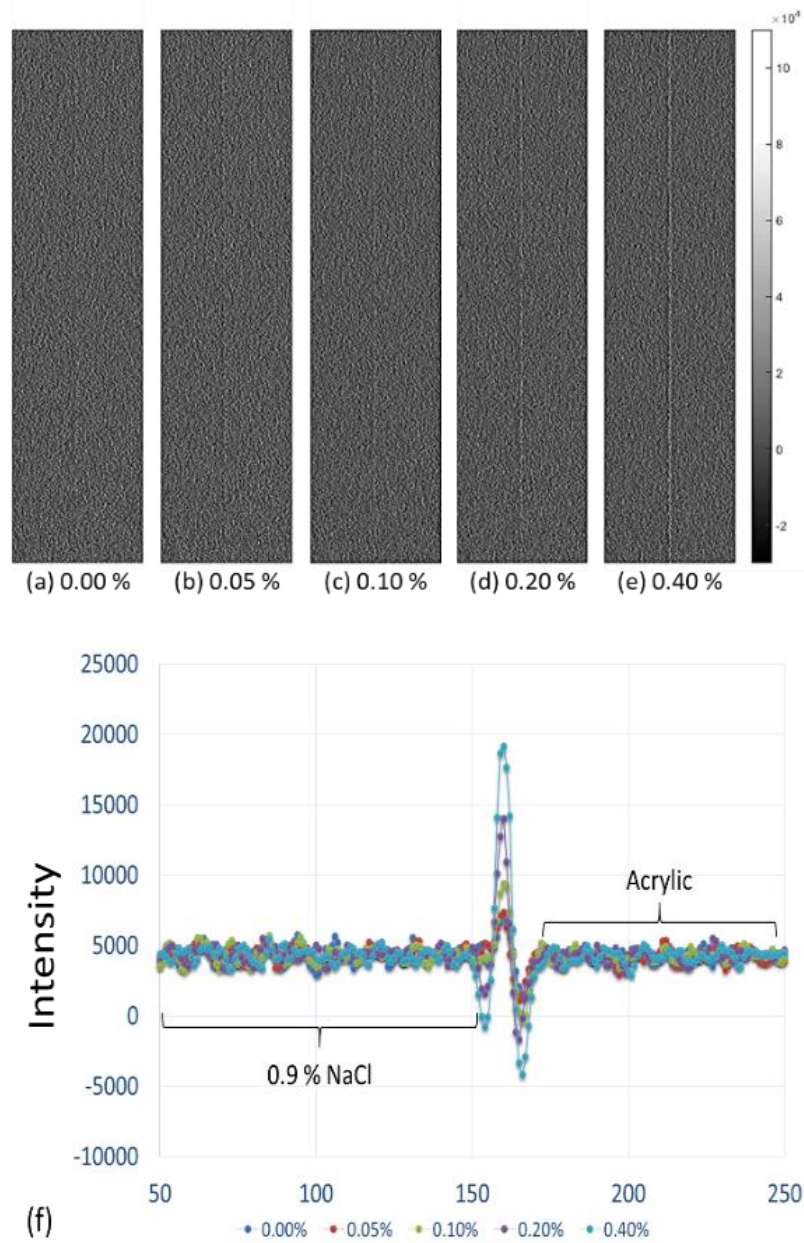 ×10⁴
10
8
6
4
2
0
-2
(a) 0.00 %
(b) 0.05 %
(c) 0.10 %
(d) 0.20 %
(e) 0.40 %
25000
20000
15000
10000
5000
0
-5000
-10000
Intensity
Acrylic
0.9 % NaCl
50
100
150
200
250
(f)
0.00%
0.05%
0.10%
0.20%
0.40%